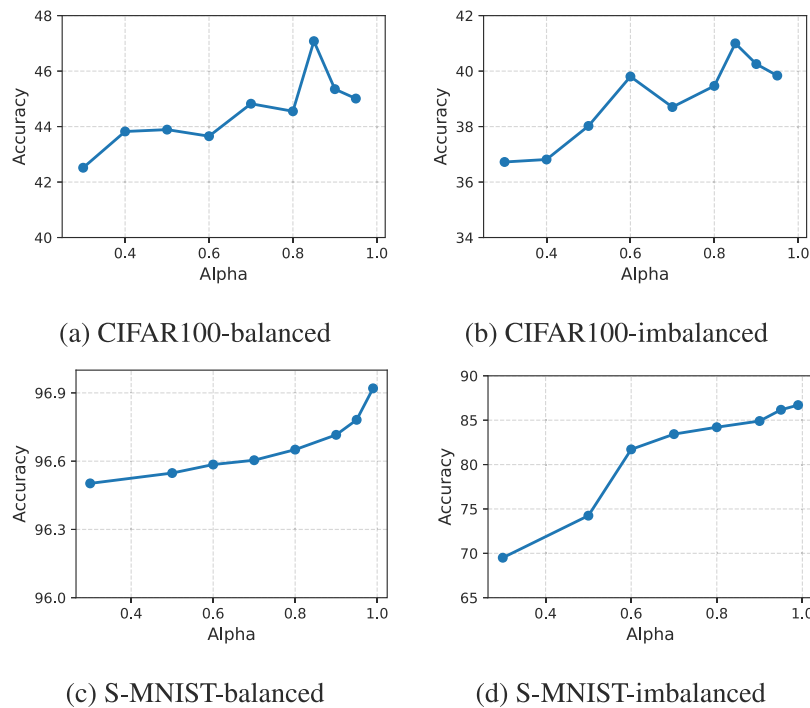 48
46
44
42
40
Accuracy
0.4 0.6 0.8 1.0
Alpha
(a) CIFAR100-balanced
42
40
38
36
34
Accuracy
0.4 0.6 0.8 1.0
Alpha
(b) CIFAR100-imbalanced
96.9
96.6
96.3
96.0
Accuracy
0.4 0.6 0.8 1.0
Alpha
(c) S-MNIST-balanced
90
85
80
75
70
65
Accuracy
0.4 0.6 0.8 1.0
Alpha
(d) S-MNIST-imbalanced